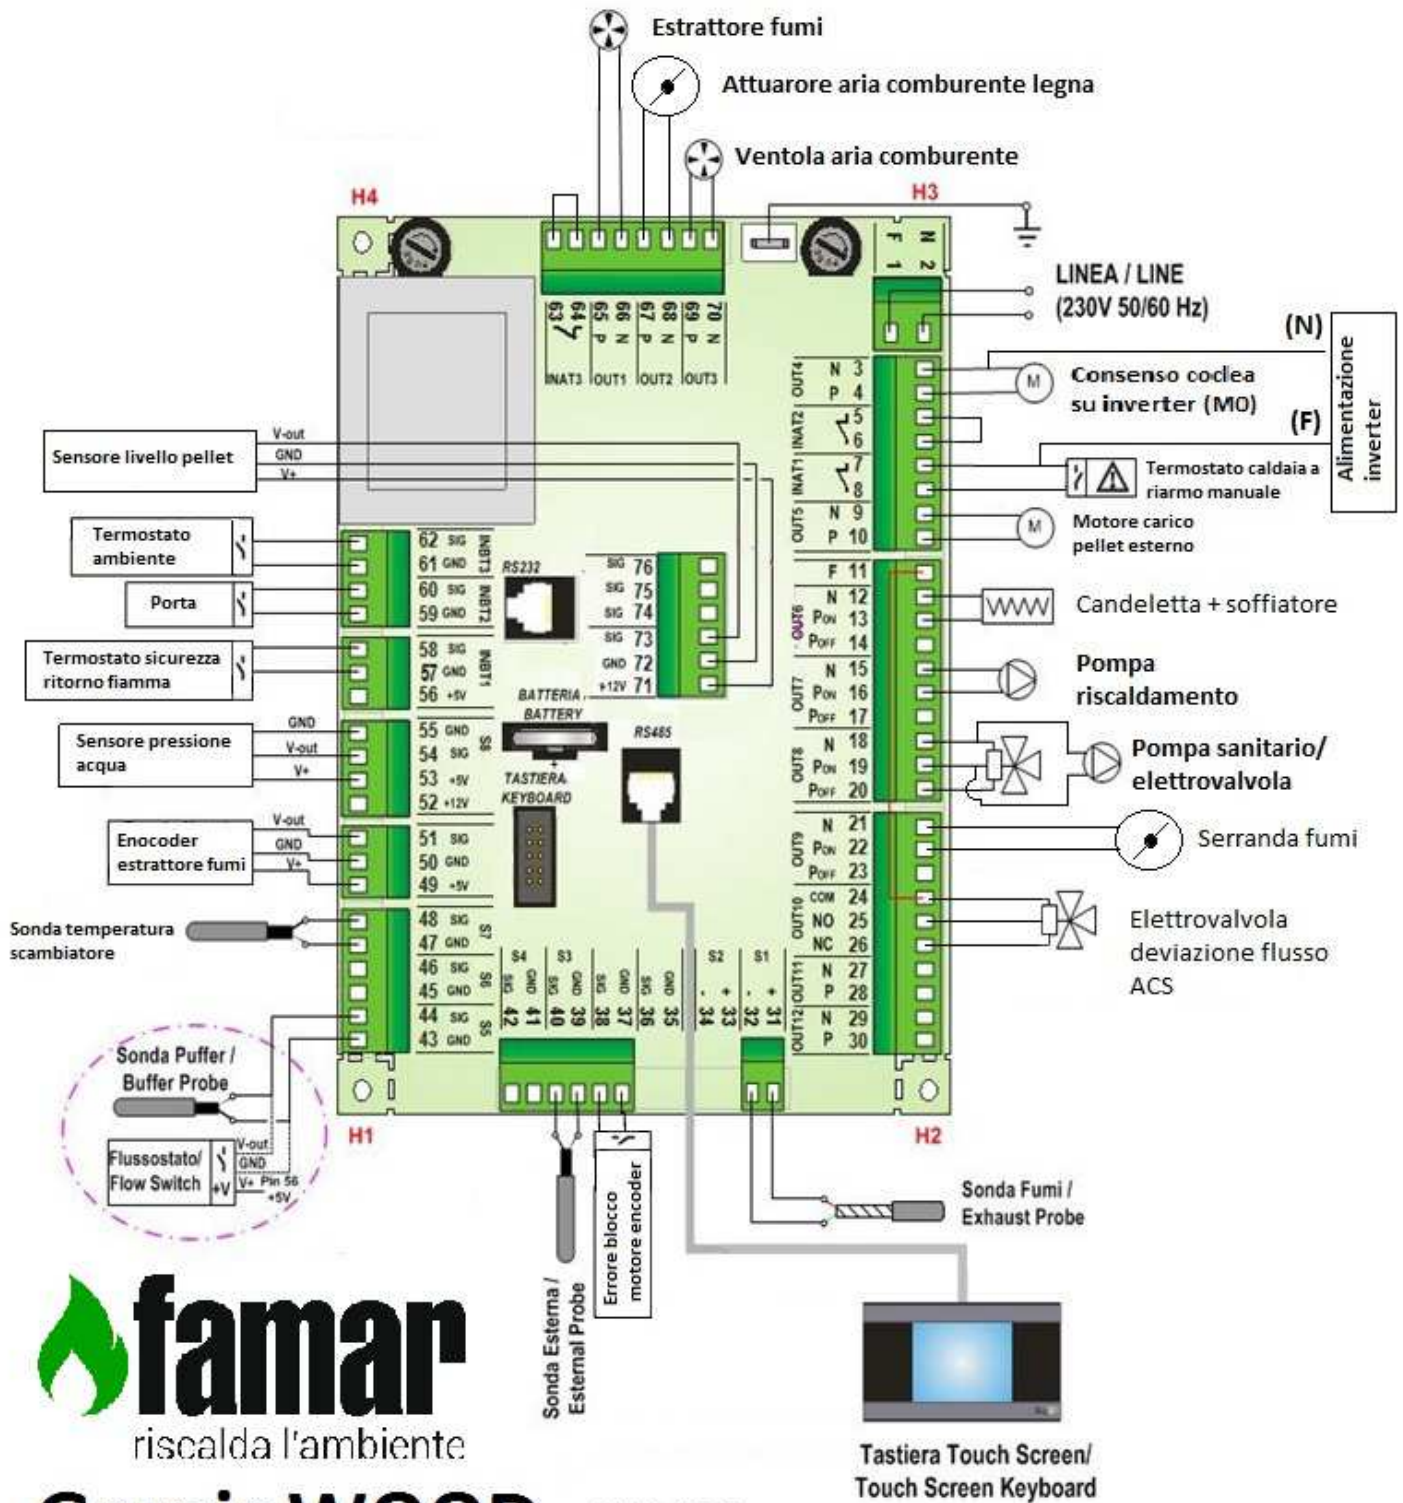 Estrattore fumi
Attuarore aria comburente legna
Ventola aria comburente
H4
H3
F N
1 2
LINEA / LINE
(230V 50/60 Hz)
63 64 65 66 67 68 69 70
P N P N P N
INAT3 OUT1 OUT2 OUT3
(N)
Alimentazione
inverter
(F)
OUT4
N 3
P 4
Consenso coclea
su inverter (M0)
M
INAT2
5
6
INAT1
7
8
Termostato caldaia a
riarmo manuale
OUT5
N 9
P 10
M
Motore carico
pellet esterno
F 11
OUT6
N 12
PON 13
POFF 14
Candeletta + soffiatore
OUT7
N 15
PON 16
POFF 17
Pompa
riscaldamento
OUT8
N 18
PON 19
POFF 20
Pompa sanitario/
elettrovalvola
OUT9
N 21
PON 22
POFF 23
Serranda fumi
OUT10
COM 24
NO 25
NC 26
Elettrovalvola
deviazione flusso
ACS
OUT11
N 27
P 28
OUT12
N 29
P 30
Sensore livello pellet
V-out
GND
V+
Termostato
ambiente
62 SIG
61 GND
INBT3
Porta
60 SIG
59 GND
INBT2
Termostato sicurezza
ritorno fiamma
58 SIG
57 GND
56 +5V
INBT1
Sensore pressione
acqua
GND
V-out
V+
55 GND
54 SIG
53 +5V
52 +12V
S8
Enocoder
estrattore fumi
V-out
GND
V+
51 SIG
50 GND
49 +5V
Sonda temperatura
scambiatore
48 SIG
47 GND
S7
46 SIG
45 GND
S6
44 SIG
43 GND
S5
RS232
SIG 76
SIG 75
SIG 74
SIG 73
GND 72
+12V 71
BATTERIA
BATTERY
+
RS485
TASTIERA
KEYBOARD
S4 S3 S2 S1
SIG GND SIG GND SIG GND SIG GND - + - +
42 41 40 39 38 37 36 35 34 33 32 31
Sonda Puffer /
Buffer Probe
Flussostato/
Flow Switch
V-out
GND
+V
V+ Pin 56
+5V
H1
H2
Sonda Esterna /
Esternal Probe
Errore blocco
motore encoder
Sonda Fumi /
Exhaust Probe
famar
riscalda l'ambiente
Tastiera Touch Screen/
Touch Screen Keyboard